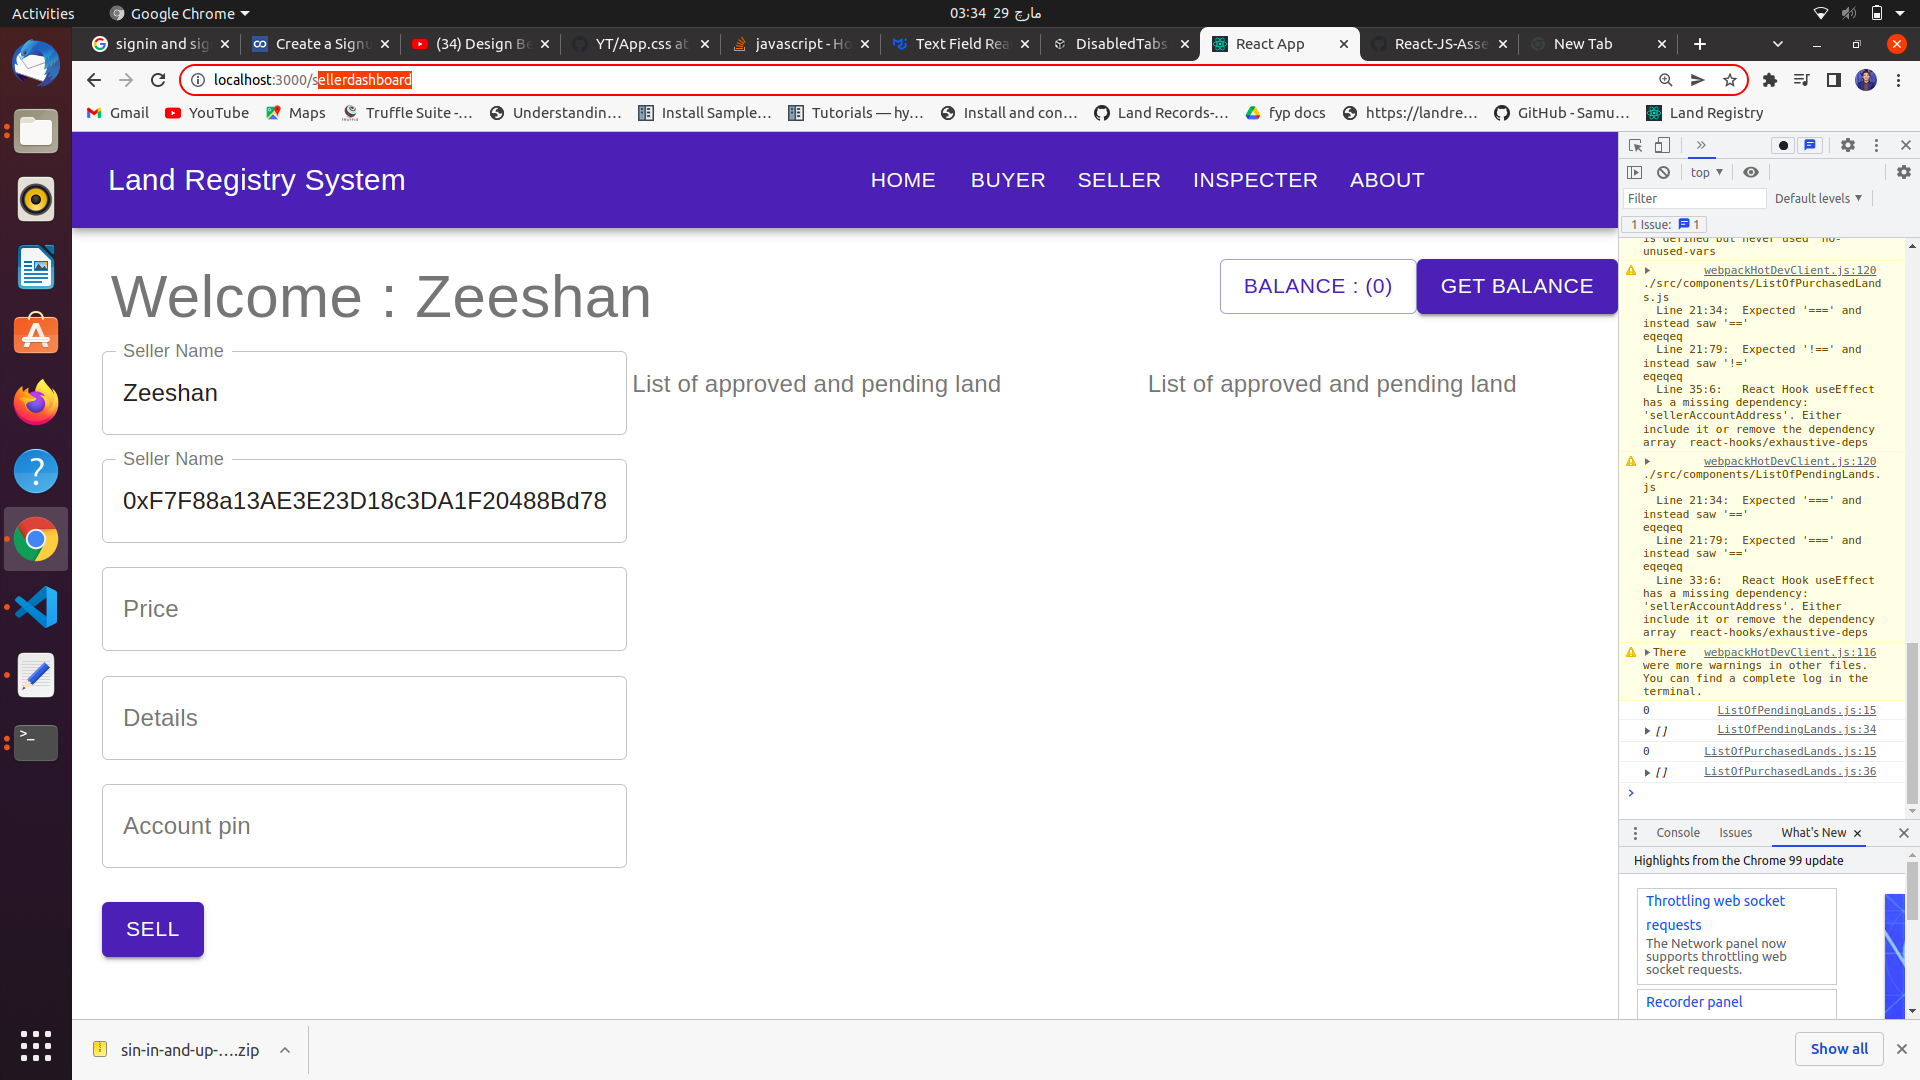 Activities
Google Chrome
03:34 29 مارچ
signin and sig
Create a Signu
(34) Design Be
YT/App.css at
javascript - Ho
Text Field Rea
DisabledTabs
React App
React-JS-Asse
New Tab
localhost:3000/sellerdashboard
Gmail
YouTube
Maps
Truffle Suite -...
Understandin...
Install Sample...
Tutorials — hy...
Install and con...
Land Records-...
fyp docs
https://landre...
GitHub - Samu...
Land Registry
Land Registry System
HOME
BUYER
SELLER
INSPECTER
ABOUT
Welcome : Zeeshan
BALANCE : (0)
GET BALANCE
Seller Name
Zeeshan
List of approved and pending land
List of approved and pending land
Seller Name
0xF7F88a13AE3E23D18c3DA1F20488Bd78
Price
Details
Account pin
SELL
top
Filter
Default levels
1 Issue: 1
is defined but never used no-
unused-vars
webpackHotDevClient.js:120
./src/components/ListOfPurchasedLand
s.js
Line 21:34: Expected '===' and
instead saw '=='
eqeqeq
Line 21:79: Expected '!==' and
instead saw '!='
eqeqeq
Line 35:6: React Hook useEffect
has a missing dependency:
'sellerAccountAddress'. Either
include it or remove the dependency
array react-hooks/exhaustive-deps
webpackHotDevClient.js:120
./src/components/ListOfPendingLands.
js
Line 21:34: Expected '===' and
instead saw '=='
eqeqeq
Line 21:79: Expected '===' and
instead saw '=='
eqeqeq
Line 33:6: React Hook useEffect
has a missing dependency:
'sellerAccountAddress'. Either
include it or remove the dependency
array react-hooks/exhaustive-deps
There webpackHotDevClient.js:116
were more warnings in other files.
You can find a complete log in the
terminal.
0 ListOfPendingLands.js:15
[] ListOfPendingLands.js:34
0 ListOfPurchasedLands.js:15
[] ListOfPurchasedLands.js:36
Console
Issues
What's New
Highlights from the Chrome 99 update
Throttling web socket
requests
The Network panel now
supports throttling web
socket requests.
Recorder panel
sin-in-and-up-....zip
Show all